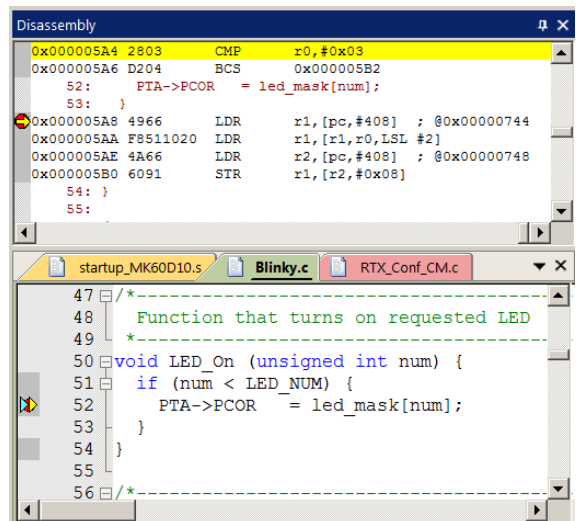 Disassembly
0x000005A4 2803 CMP r0,#0x03
0x000005A6 D204 BCS 0x000005B2
52: PTA->PCOR = led_mask[num];
53: }
0x000005A8 4966 LDR r1,[pc,#408] ; @0x00000744
0x000005AA F8511020 LDR r1,[r1,r0,LSL #2]
0x000005AE 4A66 LDR r2,[pc,#408] ; @0x00000748
0x000005B0 6091 STR r1,[r2,#0x08]
54: }
55:
startup_MK60D10.s Blinky.c RTX_Conf_CM.c
47 /*----------------------------------------
48 Function that turns on requested LED
49 *----------------------------------------
50 void LED_On (unsigned int num) {
51 if (num < LED_NUM) {
52 PTA->PCOR = led_mask[num];
53 }
54 }
55
56 /*----------------------------------------